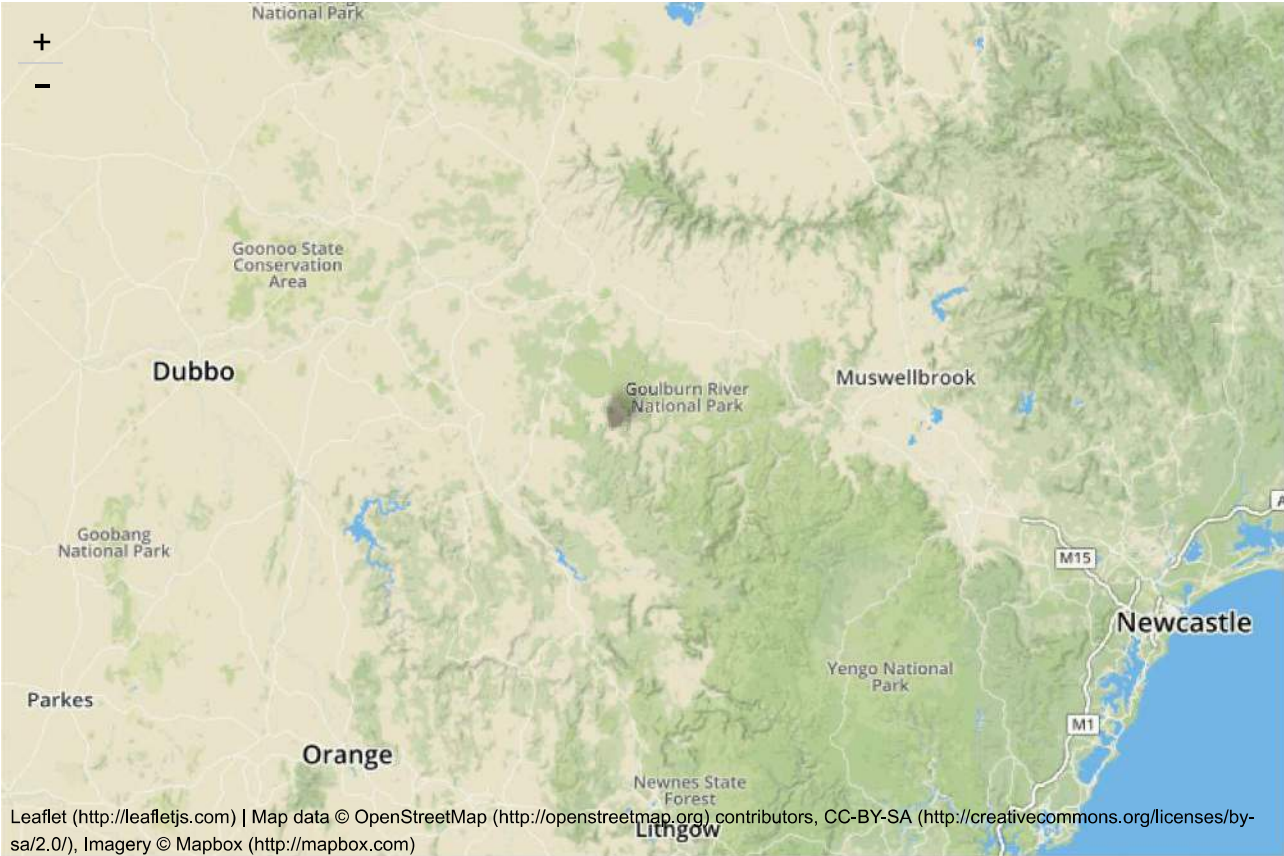 National Park
+
-
Goonoo State
Conservation
Area
Dubbo
Goulburn River
National Park
Muswellbrook
A
Goobang
National Park
M15
Newcastle
Yengo National
Park
Parkes
M1
Orange
Newnes State
Forest
Lithgow
Leaflet (http://leafletjs.com) | Map data © OpenStreetMap (http://openstreetmap.org) contributors, CC-BY-SA (http://creativecommons.org/licenses/by-
sa/2.0/), Imagery © Mapbox (http://mapbox.com)